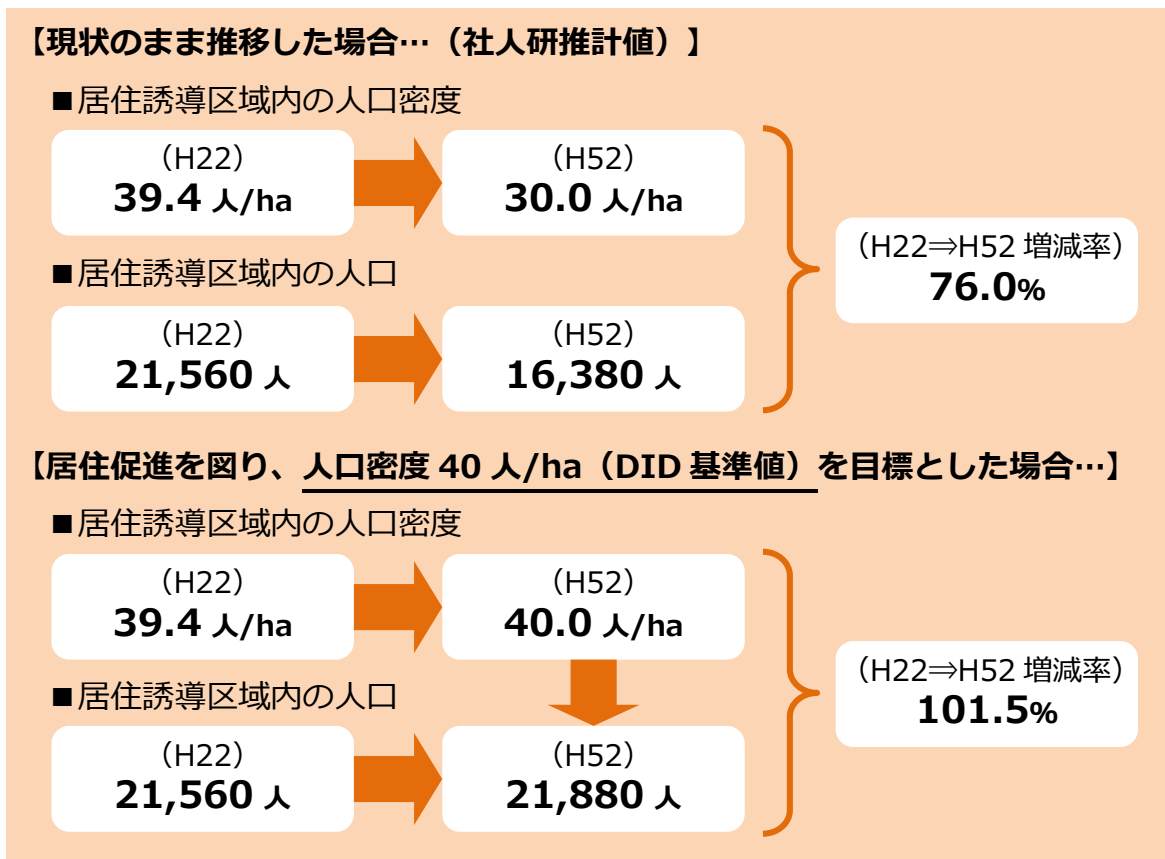 【現状のまま推移した場合…（社人研推計値）】
■居住誘導区域内の人口密度
（H22）
39.4 人/ha
（H52）
30.0 人/ha
■居住誘導区域内の人口
（H22）
21,560 人
（H52）
16,380 人
（H22⇒H52 増減率）
76.0%
【居住促進を図り、人口密度 40 人/ha（DID 基準値）を目標とした場合…】
■居住誘導区域内の人口密度
（H22）
39.4 人/ha
（H52）
40.0 人/ha
■居住誘導区域内の人口
（H22）
21,560 人
（H52）
21,880 人
（H22⇒H52 増減率）
101.5%